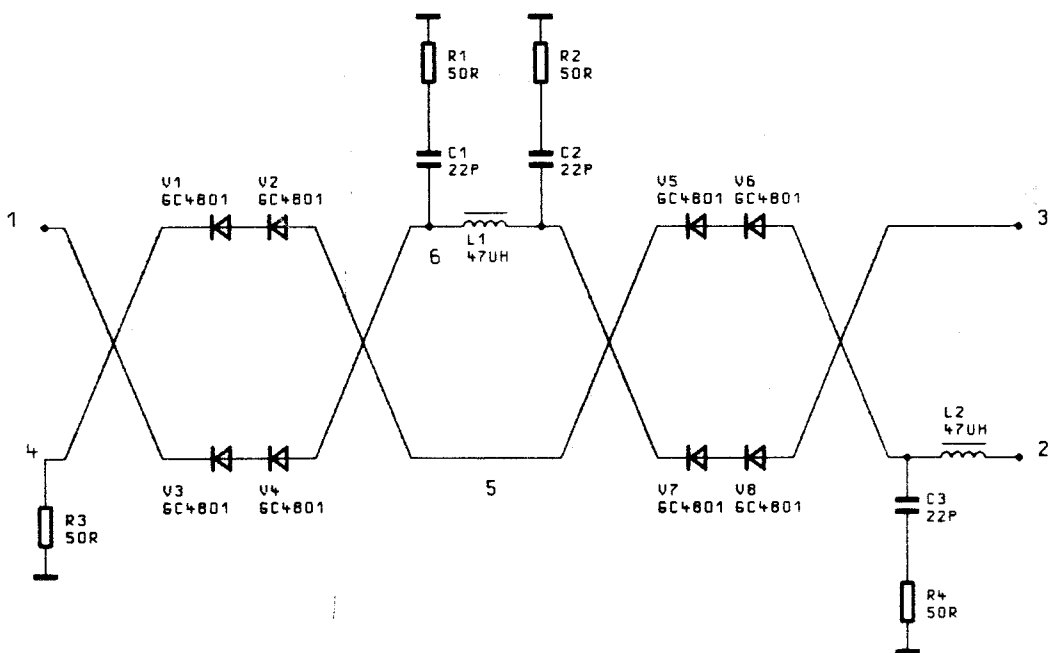 R1
50R
R2
50R
C1
22P
C2
22P
V1
GC4801
V2
GC4801
V5
GC4801
V6
GC4801
1
3
6
L1
47UH
L2
47UH
4
2
V3
GC4801
V4
GC4801
5
V7
GC4801
V8
GC4801
C3
22P
R3
50R
R4
50R